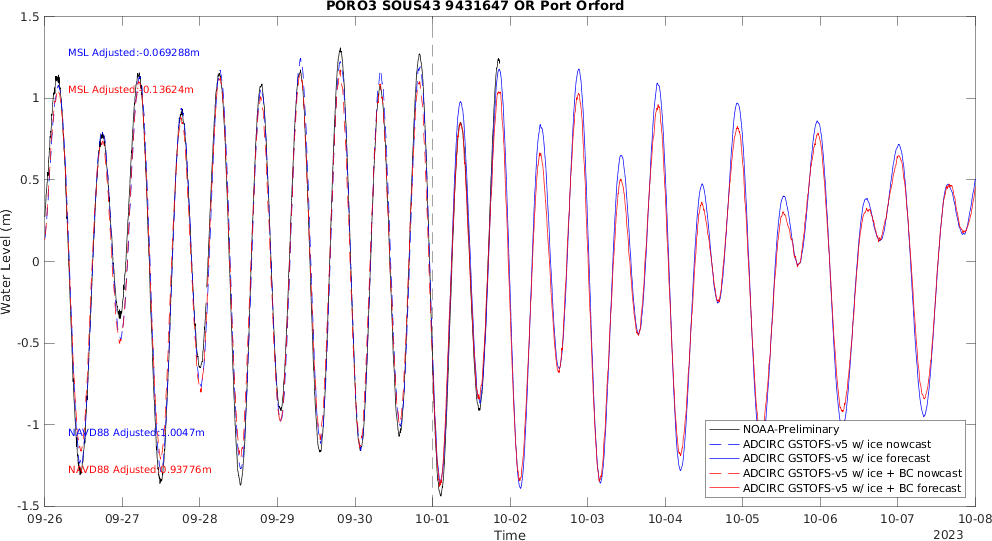 PORO3 SOUS43 9431647 OR Port Orford
1.5
1
0.5
0
-0.5
-1
-1.5
Water Level (m)
MSL Adjusted:-0.069288m
MSL Adjusted:-0.13624m
NAVD88 Adjusted:1.0047m
NAVD88 Adjusted:0.93776m
NOAA-Preliminary
ADCIRC GSTOFS-v5 w/ ice nowcast
ADCIRC GSTOFS-v5 w/ ice forecast
ADCIRC GSTOFS-v5 w/ ice + BC nowcast
ADCIRC GSTOFS-v5 w/ ice + BC forecast
09-26 09-27 09-28 09-29 09-30 10-01 10-02 10-03 10-04 10-05 10-06 10-07 10-08
Time
2023